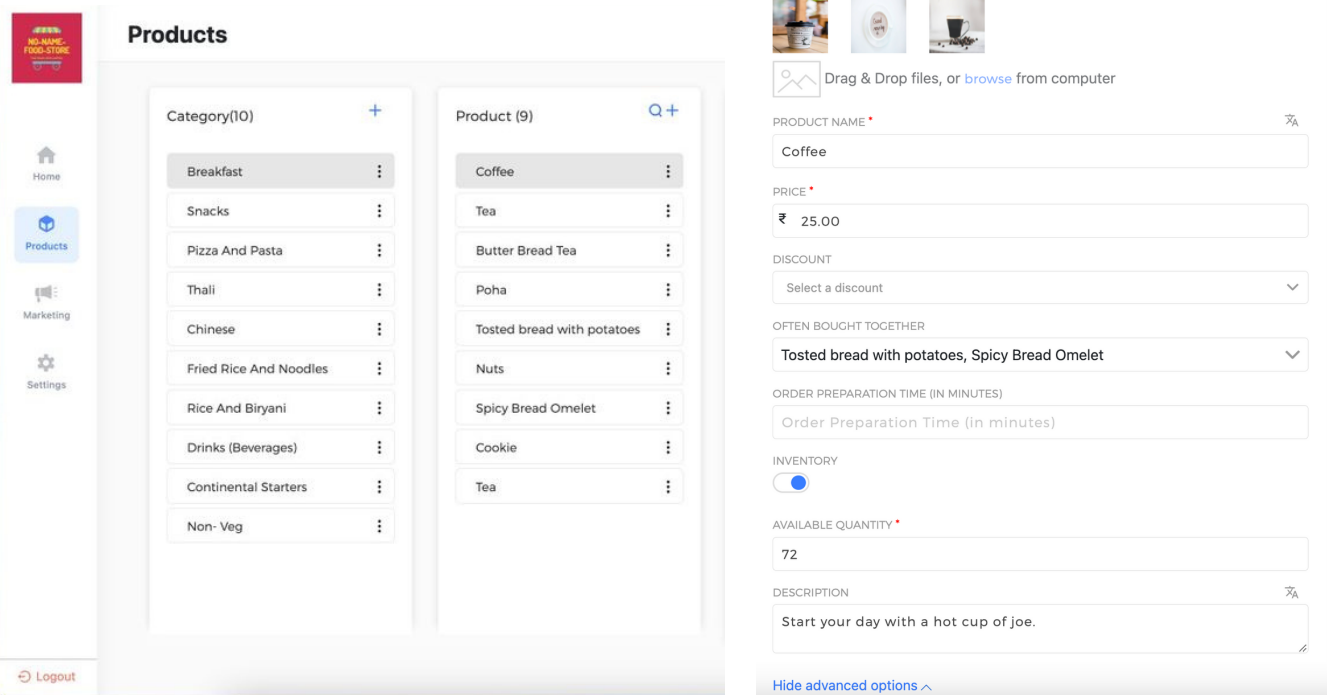 NO-NAME-
FOOD-STORE
Home
Products
Marketing
Settings
Logout
Products
Category(10)
+
Breakfast
Snacks
Pizza And Pasta
Thali
Chinese
Fried Rice And Noodles
Rice And Biryani
Drinks (Beverages)
Continental Starters
Non- Veg
Product (9)
+
Coffee
Tea
Butter Bread Tea
Poha
Tosted bread with potatoes
Nuts
Spicy Bread Omelet
Cookie
Tea
Drag & Drop files, or browse from computer
PRODUCT NAME *
Coffee
PRICE *
₹ 25.00
DISCOUNT
Select a discount
OFTEN BOUGHT TOGETHER
Tosted bread with potatoes, Spicy Bread Omelet
ORDER PREPARATION TIME (IN MINUTES)
Order Preparation Time (in minutes)
INVENTORY
AVAILABLE QUANTITY *
72
DESCRIPTION
Start your day with a hot cup of joe.
Hide advanced options